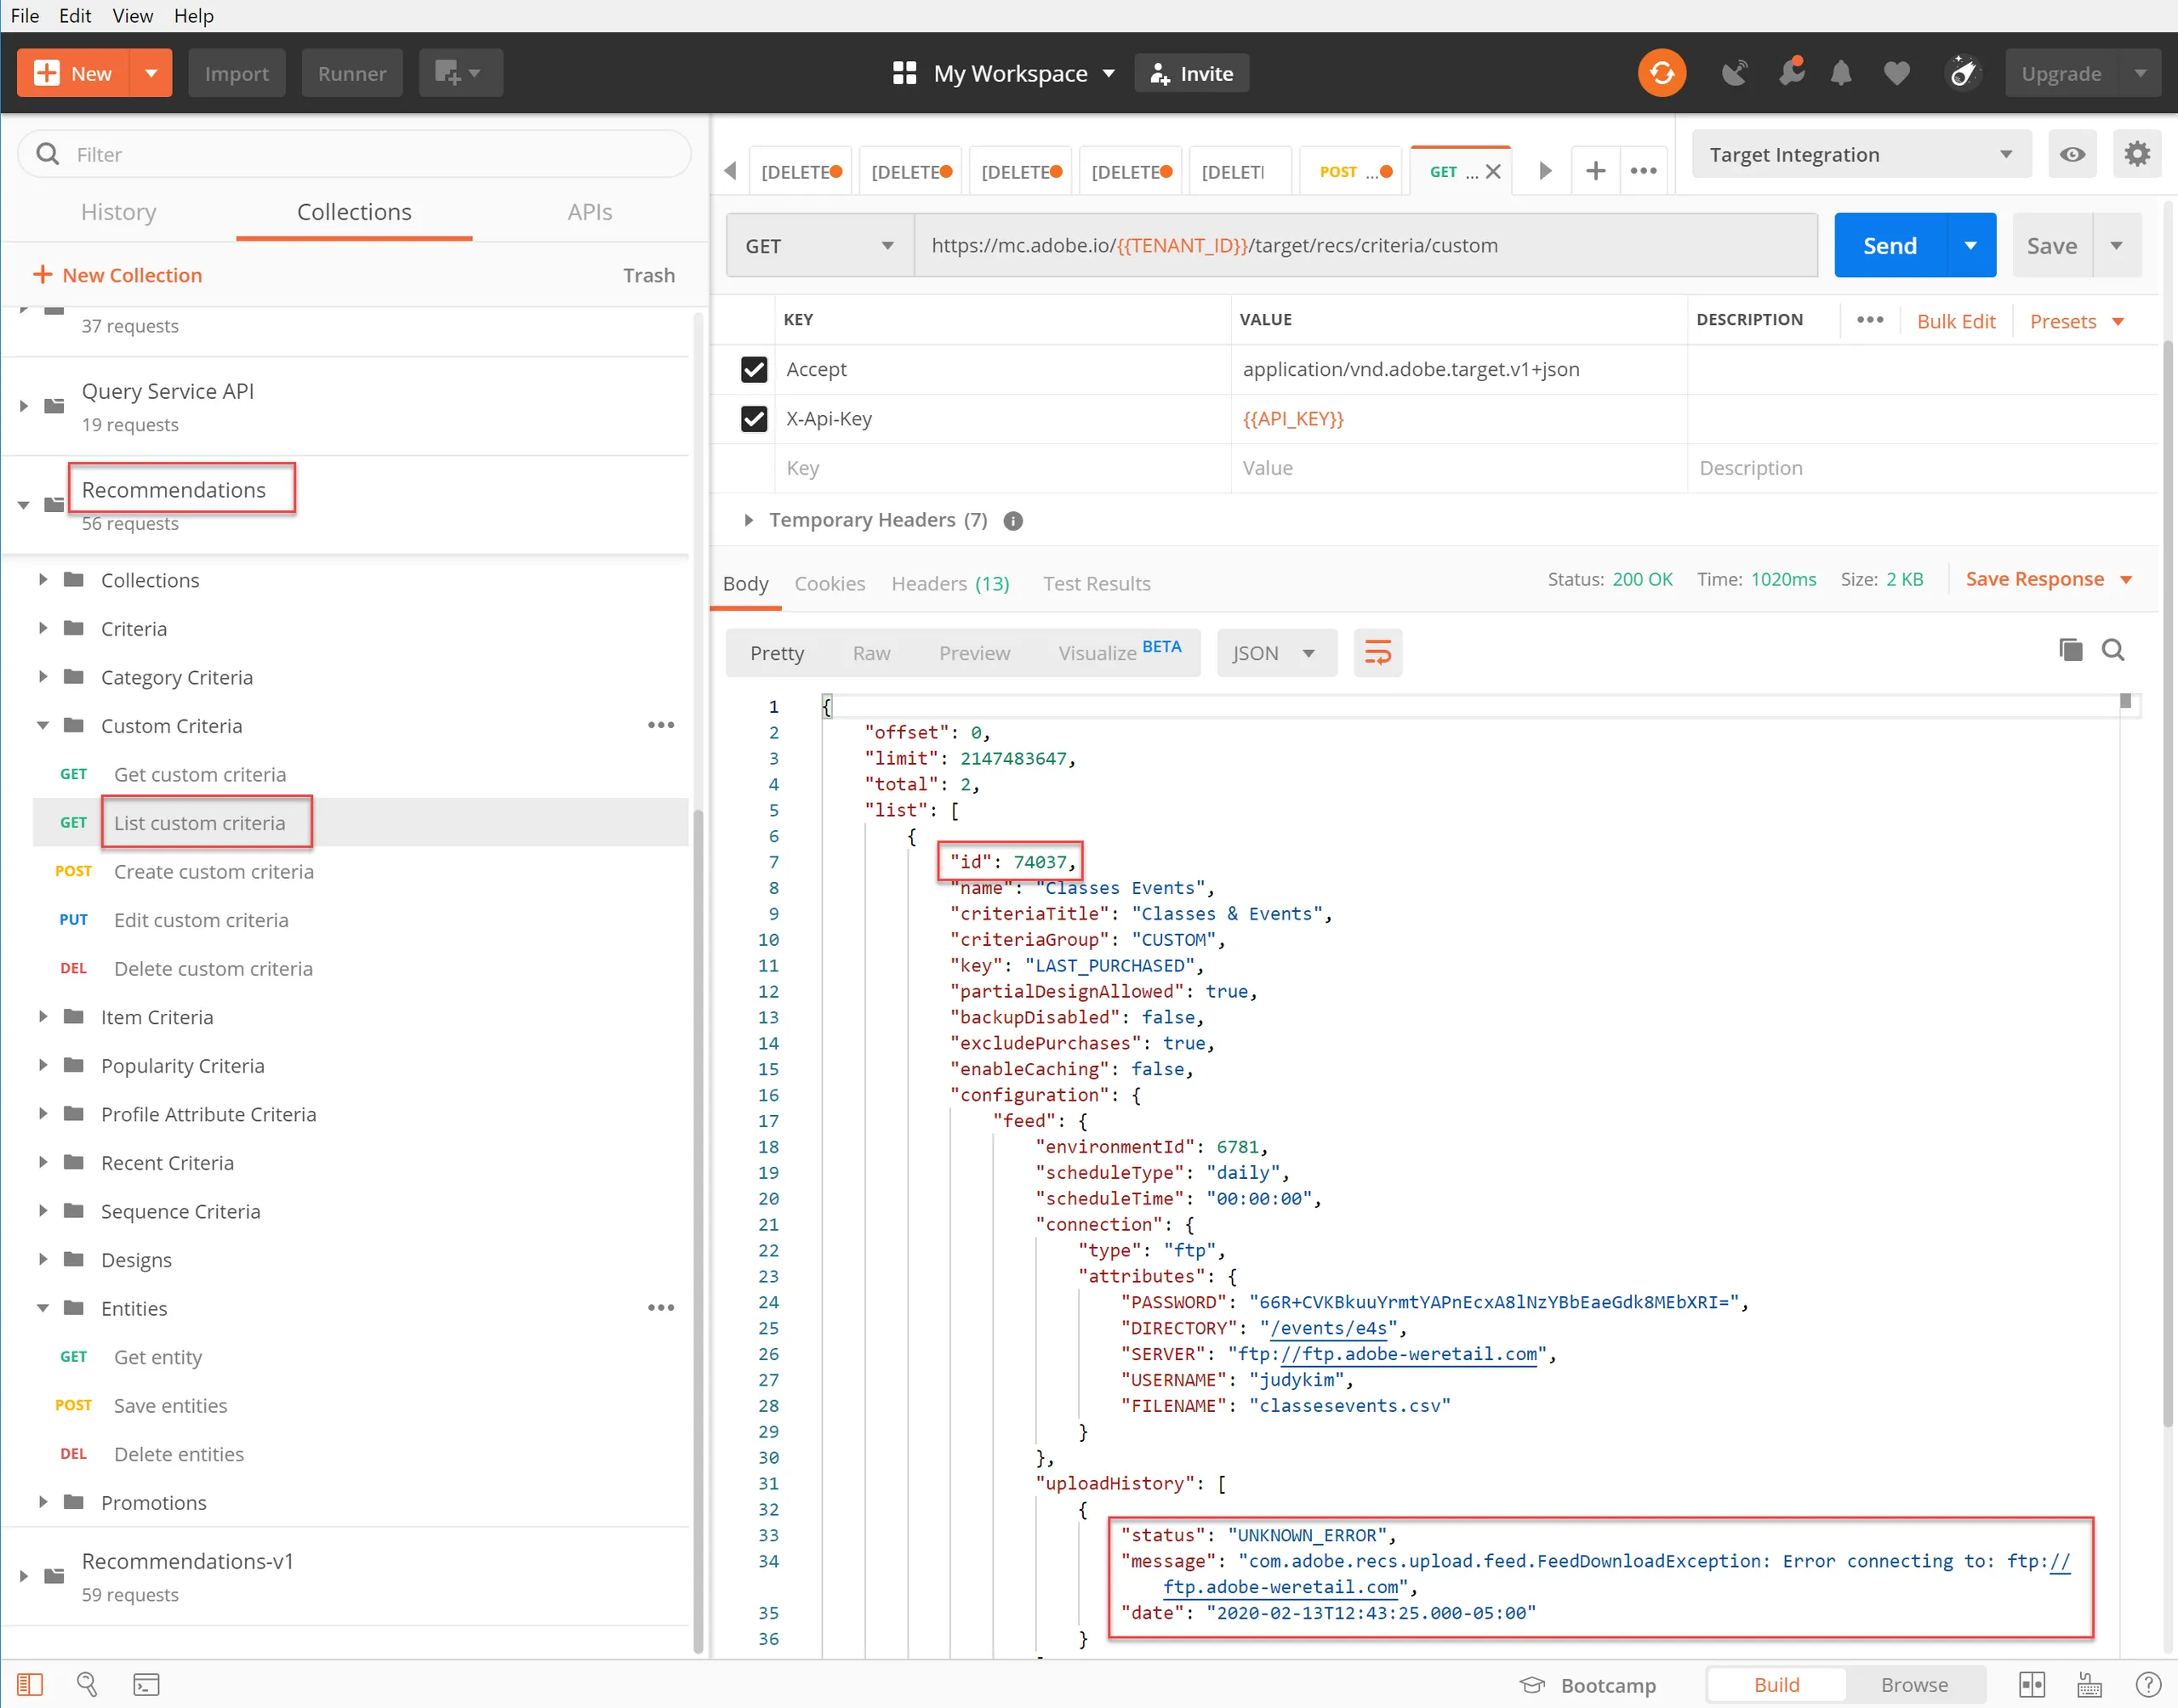 File Edit View Help
New Import Runner My Workspace Invite Upgrade
Filter
History Collections APIs
New Collection Trash
37 requests
Query Service API
19 requests
Recommendations
56 requests
Collections
Criteria
Category Criteria
Custom Criteria
GET Get custom criteria
GET List custom criteria
POST Create custom criteria
PUT Edit custom criteria
DEL Delete custom criteria
Item Criteria
Popularity Criteria
Profile Attribute Criteria
Recent Criteria
Sequence Criteria
Designs
Entities
GET Get entity
POST Save entities
DEL Delete entities
Promotions
Recommendations-v1
59 requests
[DELETE [DELETE [DELETE [DELETE [DELETI POST ... GET ...
Target Integration
GET https://mc.adobe.io/{{TENANT_ID}}/target/recs/criteria/custom Send Save
KEY VALUE DESCRIPTION Bulk Edit Presets
Accept application/vnd.adobe.target.v1+json
X-Api-Key {{API_KEY}}
Key Value Description
Temporary Headers (7)
Body Cookies Headers (13) Test Results Status: 200 OK Time: 1020ms Size: 2 KB Save Response
Pretty Raw Preview Visualize BETA JSON
1 {
2 "offset": 0,
3 "limit": 2147483647,
4 "total": 2,
5 "list": [
6 {
7 "id": 74037,
8 "name": "Classes Events",
9 "criteriaTitle": "Classes & Events",
10 "criteriaGroup": "CUSTOM",
11 "key": "LAST_PURCHASED",
12 "partialDesignAllowed": true,
13 "backupDisabled": false,
14 "excludePurchases": true,
15 "enableCaching": false,
16 "configuration": {
17 "feed": {
18 "environmentId": 6781,
19 "scheduleType": "daily",
20 "scheduleTime": "00:00:00",
21 "connection": {
22 "type": "ftp",
23 "attributes": {
24 "PASSWORD": "66R+CVKBkuuYrmtYAPnEcxA8lNzYBbEaeGdk8MEbXRI=",
25 "DIRECTORY": "/events/e4s",
26 "SERVER": "ftp://ftp.adobe-weretail.com",
27 "USERNAME": "judykim",
28 "FILENAME": "classesevents.csv"
29 }
30 },
31 "uploadHistory": [
32 {
33 "status": "UNKNOWN_ERROR",
34 "message": "com.adobe.recs.upload.feed.FeedDownloadException: Error connecting to: ftp://
ftp.adobe-weretail.com",
35 "date": "2020-02-13T12:43:25.000-05:00"
36 }
Bootcamp Build Browse